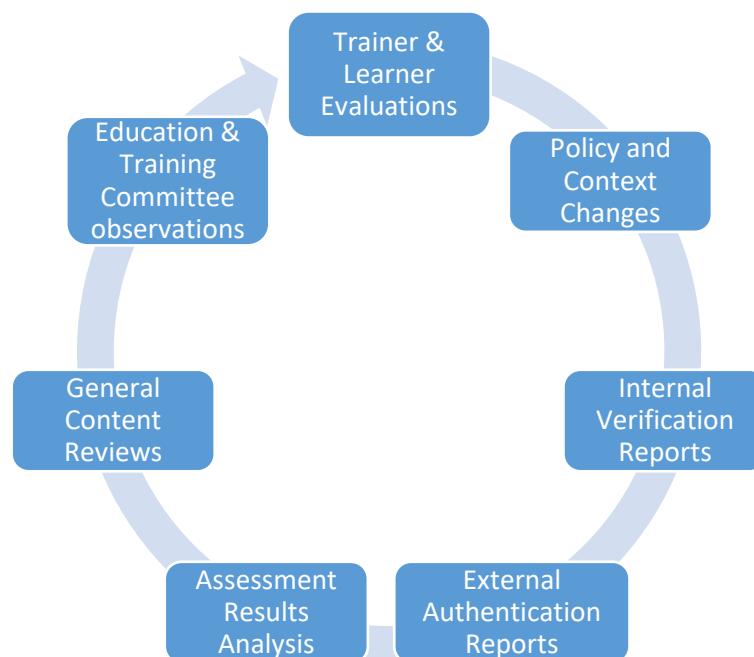 Trainer &
Learner
Evaluations
Policy and
Context
Changes
Internal
Verification
Reports
External
Authentication
Reports
Assessment
Results
Analysis
General
Content
Reviews
Education &
Training
Committee
observations